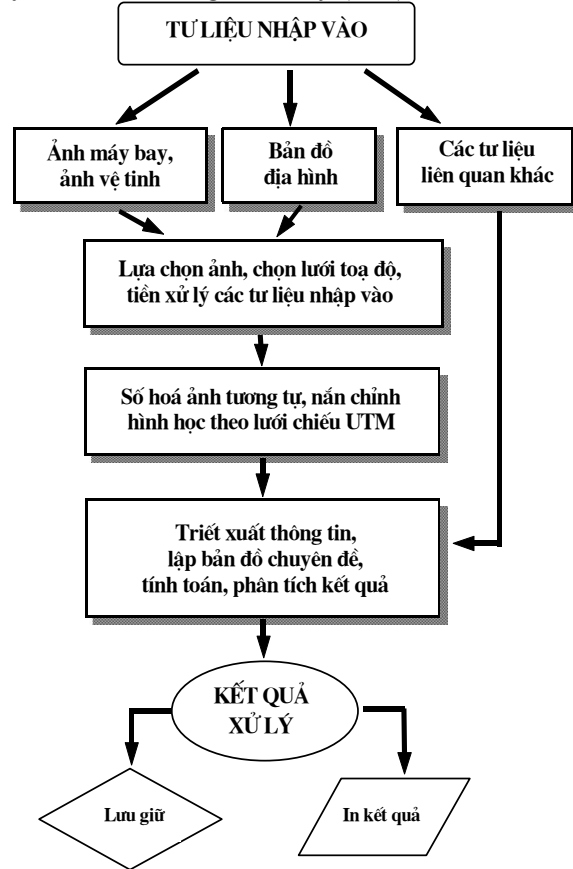 TƯ LIỆU NHẬP VÀO
Ảnh máy bay,
ảnh vệ tinh
Bản đồ
địa hình
Các tư liệu
liên quan khác
Lựa chọn ảnh, chọn lưới toạ độ,
tiền xử lý các tư liệu nhập vào
Số hoá ảnh tương tự, nắn chỉnh
hình học theo lưới chiếu UTM
Triết xuất thông tin,
lập bản đồ chuyên đề,
tính toán, phân tích kết quả
KẾT QUẢ
XỬ LÝ
Lưu giữ
In kết quả